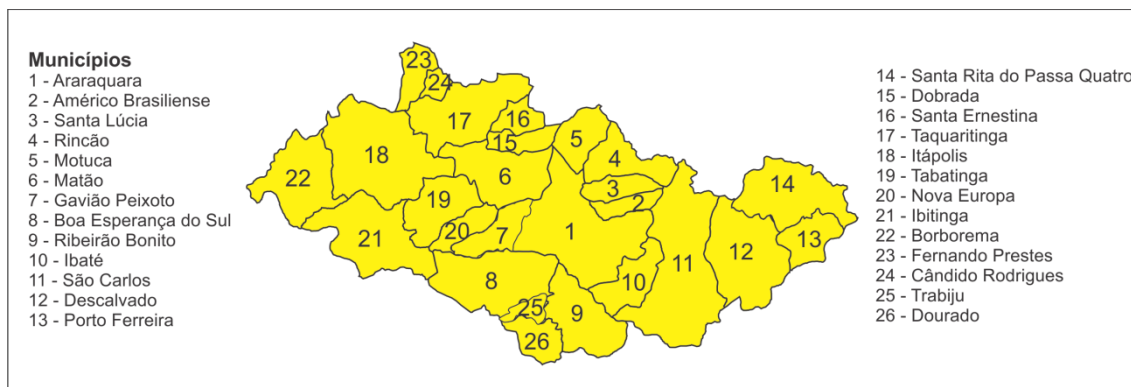 Municípios
1 - Araraquara
2 - Américo Brasiliense
3 - Santa Lúcia
4 - Rincão
5 - Motuca
6 - Matão
7 - Gavião Peixoto
8 - Boa Esperança do Sul
9 - Ribeirão Bonito
10 - Ibaté
11 - São Carlos
12 - Descalvado
13 - Porto Ferreira
23
24
17
16
15
5
18
6
4
22
19
3
14
2
20
7
1
21
11
12
13
8
10
25
9
26
14 - Santa Rita do Passa Quatro
15 - Dobrada
16 - Santa Ernestina
17 - Taquaritinga
18 - Itápolis
19 - Tabatinga
20 - Nova Europa
21 - Ibitinga
22 - Borborema
23 - Fernando Prestes
24 - Cândido Rodrigues
25 - Trabiju
26 - Dourado